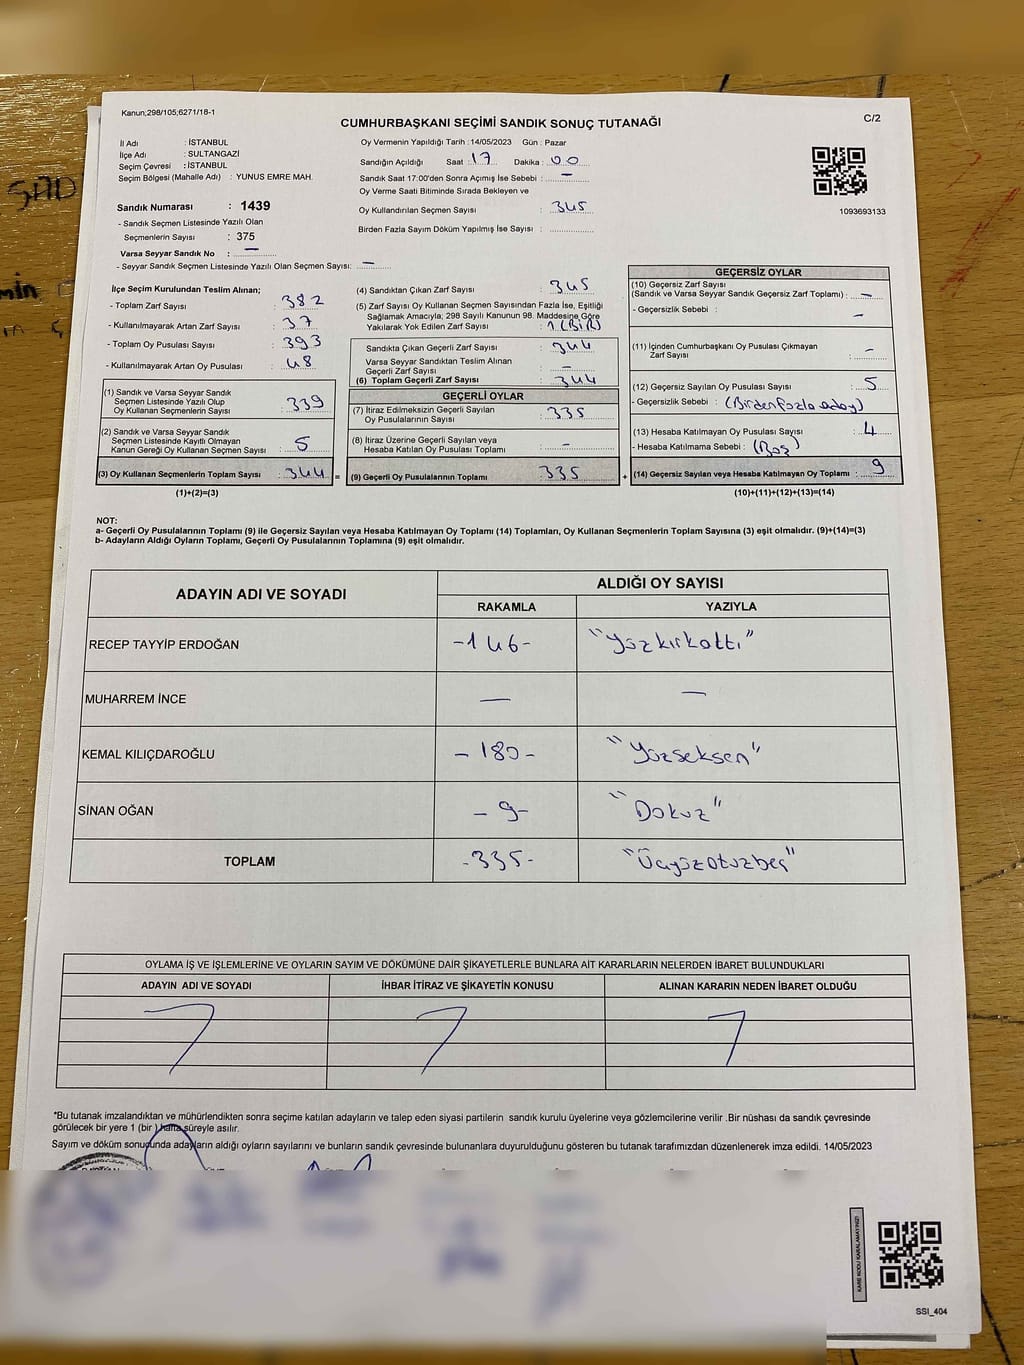 Kanun;298/105;6271/18-1
C/2
CUMHURBAŞKANI SEÇİMİ SANDIK SONUÇ TUTANAĞI
İl Adı : İSTANBUL
İlçe Adı : SULTANGAZİ
Seçim Çevresi : İSTANBUL
Seçim Bölgesi (Mahalle Adı) : YUNUS EMRE MAH.
Sandık Numarası : 1439
- Sandık Seçmen Listesinde Yazılı Olan
Seçmenlerin Sayısı : 375
Varsa Seyyar Sandık No : —
- Seyyar Sandık Seçmen Listesinde Yazılı Olan Seçmen Sayısı: —
Oy Vermenin Yapıldığı Tarih : 14/05/2023 Gün : Pazar
Sandığın Açıldığı Saat : 17 Dakika : 00
Sandık Saat 17:00'den Sonra Açımış İse Sebebi : —
Oy Verme Saati Bitiminde Sırada Bekleyen ve
Oy Kullandırılan Seçmen Sayısı : 345
Birden Fazla Sayım Döküm Yapılmış İse Sayısı :
1093693133
İlçe Seçim Kurulundan Teslim Alınan;
- Toplam Zarf Sayısı : 382
- Kullanılmayarak Artan Zarf Sayısı : 37
- Toplam Oy Pusulası Sayısı : 393
- Kullanılmayarak Artan Oy Pusulası : 48
(1) Sandık ve Varsa Seyyar Sandık
Seçmen Listesinde Yazılı Olup
Oy Kullanan Seçmenlerin Sayısı : 339
(2) Sandık ve Varsa Seyyar Sandık
Seçmen Listesinde Kayıtlı Olmayan
Kanun Gereği Oy Kullanan Seçmen Sayısı : 5
(3) Oy Kullanan Seçmenlerin Toplam Sayısı : 344 =
(1)+(2)=(3)
(4) Sandıktan Çıkan Zarf Sayısı : 345
(5) Zarf Sayısı Oy Kullanan Seçmen Sayısından Fazla İse, Eşitliği
Sağlamak Amacıyla; 298 Sayılı Kanunun 98. Maddesine Göre
Yakılarak Yok Edilen Zarf Sayısı : 1 (BİR)
Sandıkta Çıkan Geçerli Zarf Sayısı : 344
Varsa Seyyar Sandıktan Teslim Alınan
Geçerli Zarf Sayısı : —
(6) Toplam Geçerli Zarf Sayısı : 344
GEÇERLİ OYLAR
(7) İtiraz Edilmeksizin Geçerli Sayılan
Oy Pusulalarının Sayısı : 335
(8) İtiraz Üzerine Geçerli Sayılan veya
Hesaba Katılan Oy Pusulası Toplamı : —
(9) Geçerli Oy Pusulalarının Toplamı : 335 +
GEÇERSİZ OYLAR
(10) Geçersiz Zarf Sayısı
(Sandık ve Varsa Seyyar Sandık Geçersiz Zarf Toplamı) : —
- Geçersizlik Sebebi : —
(11) İçinden Cumhurbaşkanı Oy Pusulası Çıkmayan
Zarf Sayısı : —
(12) Geçersiz Sayılan Oy Pusulası Sayısı : 5
- Geçersizlik Sebebi : (Birden fazla aday)
(13) Hesaba Katılmayan Oy Pusulası Sayısı : 4
- Hesaba Katılmama Sebebi : (Boş)
(14) Geçersiz Sayılan veya Hesaba Katılmayan Oy Toplamı : 9
(10)+(11)+(12)+(13)=(14)
NOT:
a- Geçerli Oy Pusulalarının Toplamı (9) ile Geçersiz Sayılan veya Hesaba Katılmayan Oy Toplamı (14) Toplamları, Oy Kullanan Seçmenlerin Toplam Sayısına (3) eşit olmalıdır. (9)+(14)=(3)
b- Adayların Aldığı Oyların Toplamı, Geçerli Oy Pusulalarının Toplamına (9) eşit olmalıdır.
ADAYIN ADI VE SOYADI
ALDIĞI OY SAYISI
RAKAMLA YAZIYLA
RECEP TAYYİP ERDOĞAN -146- "Yüzkırkaltı"
MUHARREM İNCE — —
KEMAL KILIÇDAROĞLU -180- "Yüzseksen"
SİNAN OĞAN -9- "Dokuz"
TOPLAM -335- "Üçyüzotuzbeş"
OYLAMA İŞ VE İŞLEMLERİNE VE OYLARIN SAYIM VE DÖKÜMÜNE DAİR ŞİKAYETLERLE BUNLARA AİT KARARLARIN NELERDEN İBARET BULUNDUKLARI
ADAYIN ADI VE SOYADI İHBAR İTİRAZ VE ŞİKAYETİN KONUSU ALINAN KARARIN NEDEN İBARET OLDUĞU
*Bu tutanak imzalandıktan ve mühürlendikten sonra seçime katılan adayların ve talep eden siyasi partilerin sandık kurulu üyelerine veya gözlemcilerine verilir .Bir nüshası da sandık çevresinde
görülecek bir yere 1 (bir ) hafta süreyle asılır.
Sayım ve döküm sonucunda adayların aldığı oyların sayılarını ve bunların sandık çevresinde bulunanlara duyurulduğunu gösteren bu tutanak tarafımızdan düzenlenerek imza edildi. 14/05/2023
KARE KODU KARALAMAYINIZ!
SSI_404